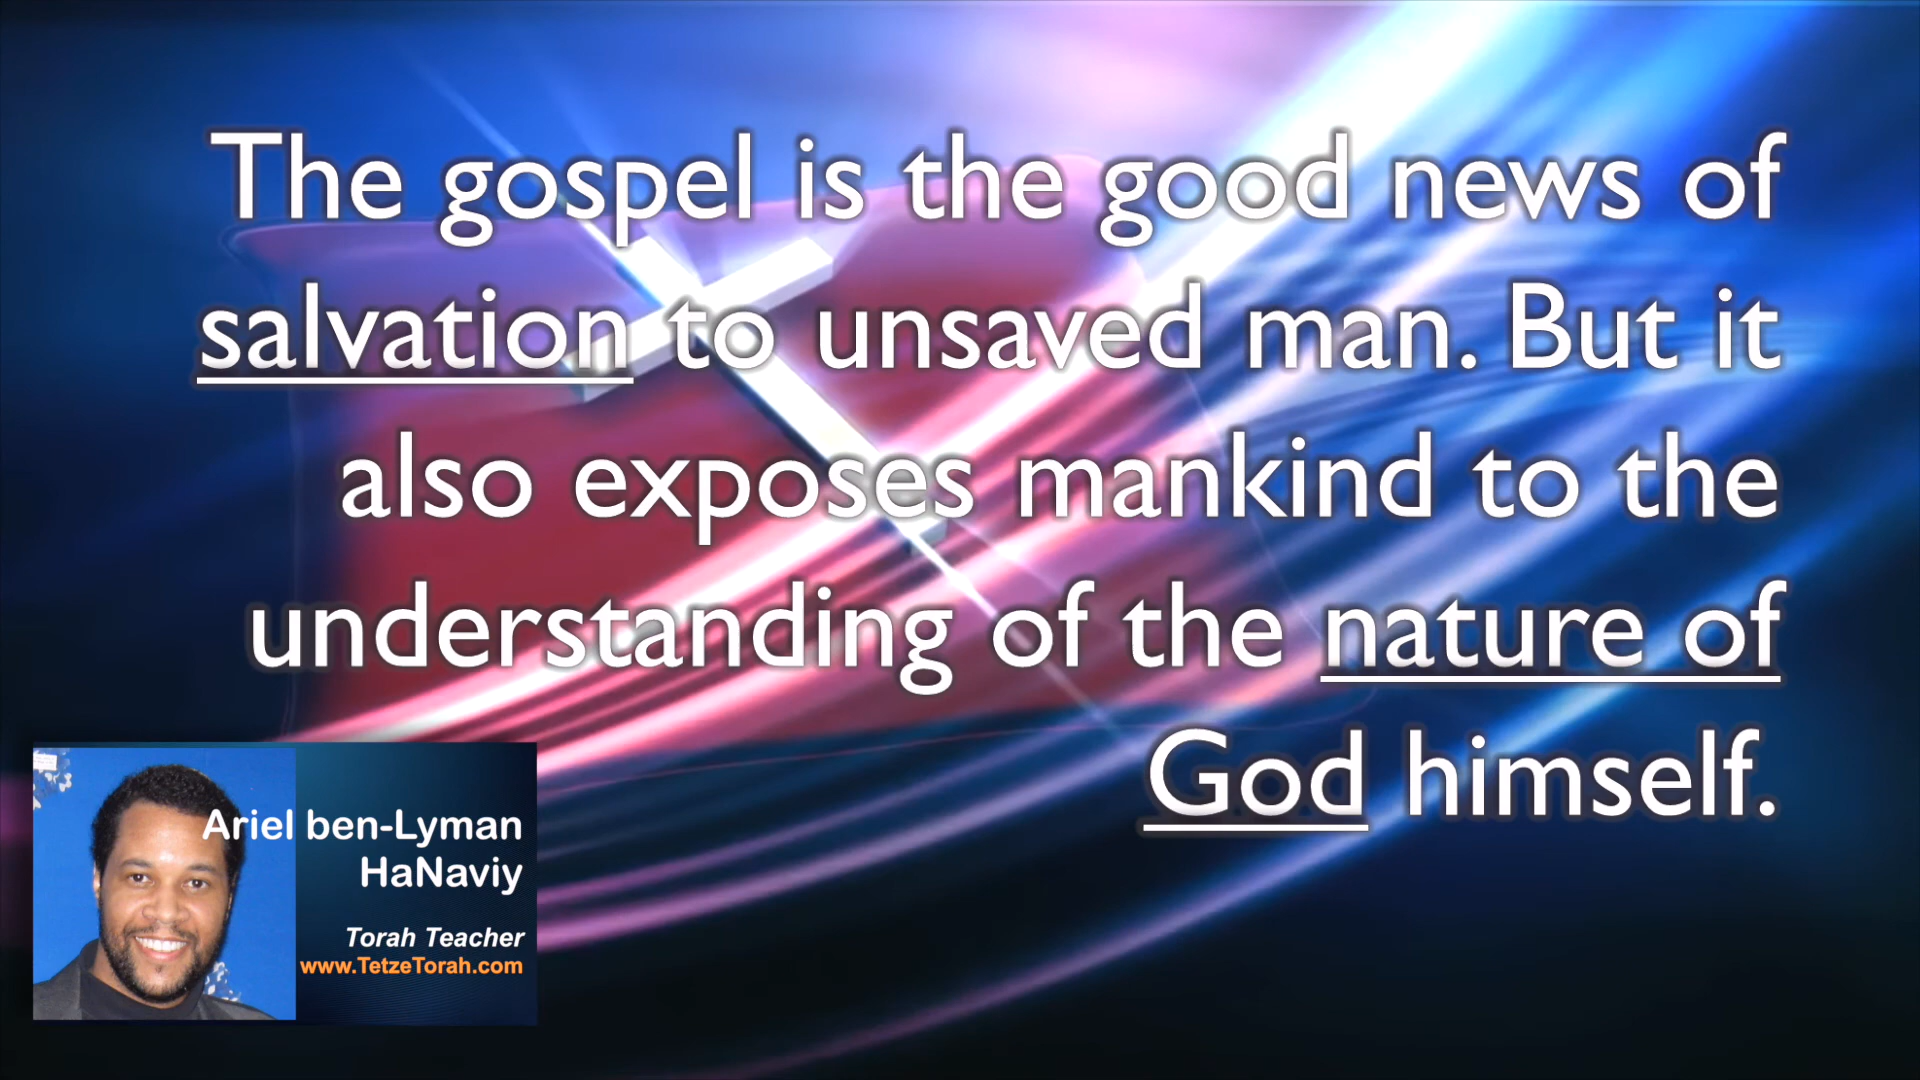 The gospel is the good news of
salvation to unsaved man. But it
also exposes mankind to the
understanding of the nature of
God himself.
Ariel ben-Lyman
HaNaviy
Torah Teacher
www.TetzeTorah.com